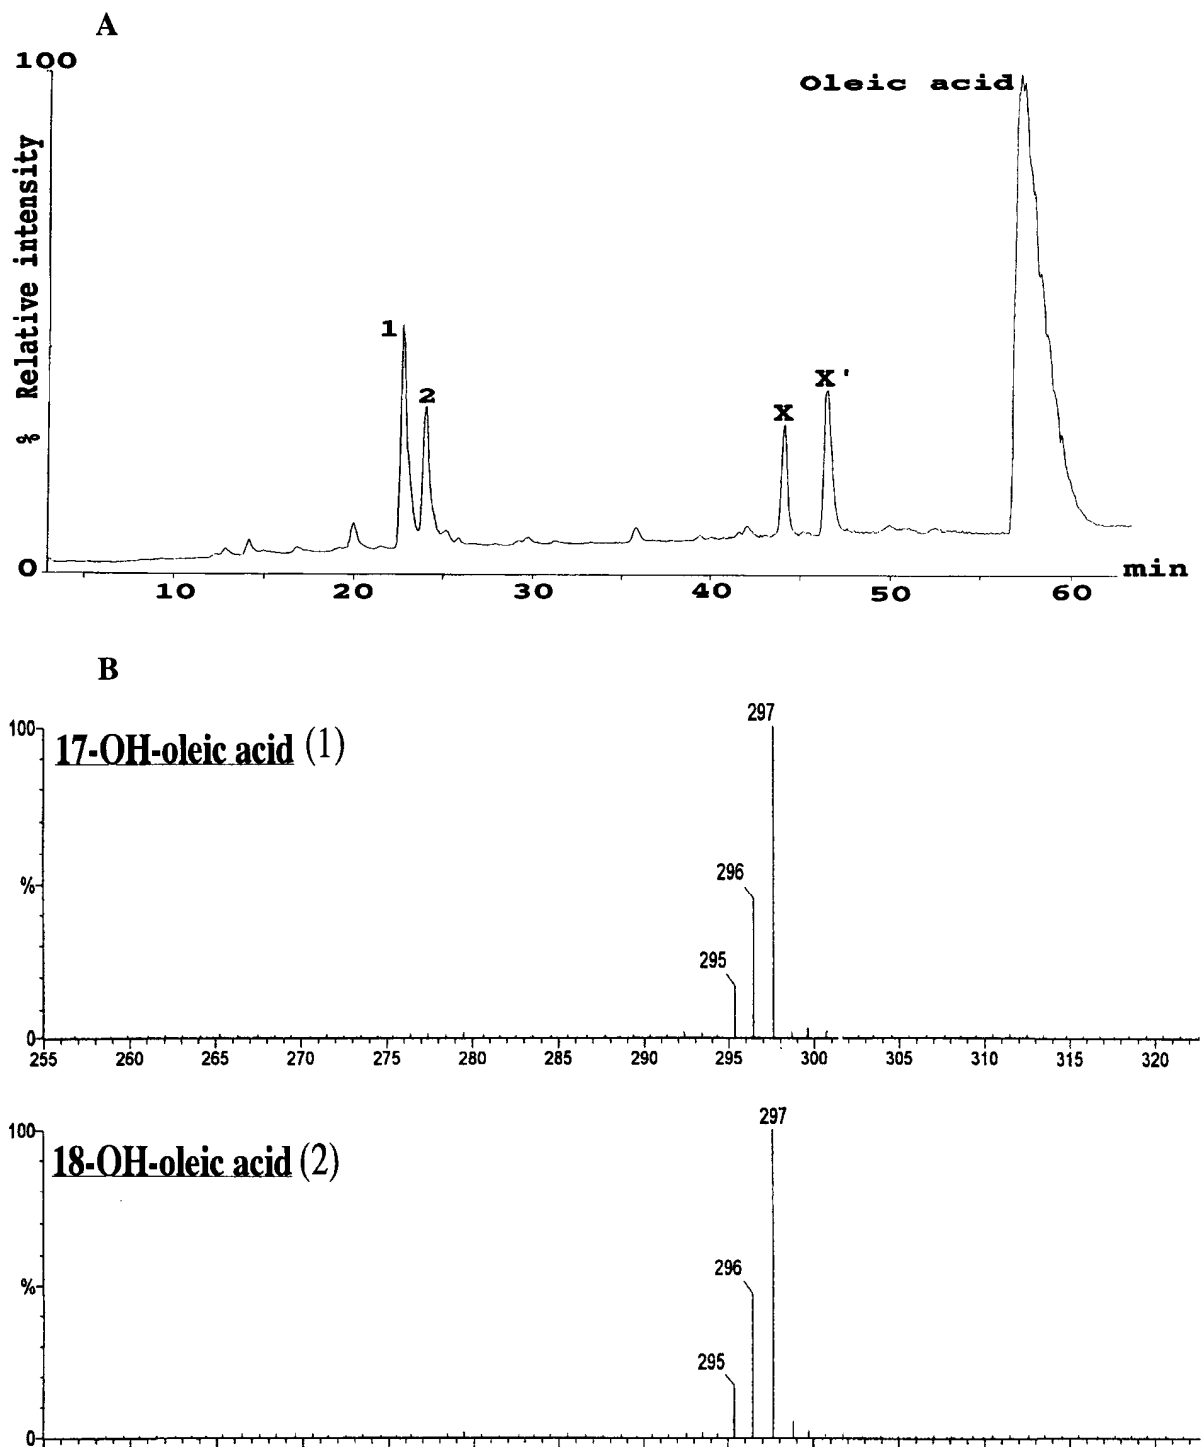 A
100
Oleic acid
% Relative intensity
1
2
X
X'
0
10 20 30 40 50 60 min
B
297
100
17-OH-oleic acid (1)
296
%
295
0
255 260 265 270 275 280 285 290 295 300 305 310 315 320
297
100
18-OH-oleic acid (2)
296
%
295
0